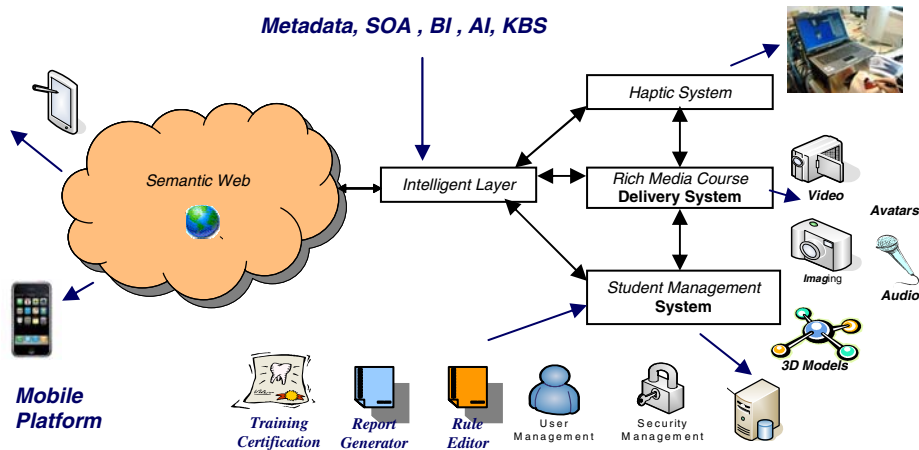 Metadata, SOA , BI , AI, KBS
Haptic System
Semantic Web
Intelligent Layer
Rich Media Course
Delivery System
Video
Avatars
Imaging
Audio
Student Management
System
3D Models
Mobile
Platform
Training
Certification
Report
Generator
Rule
Editor
User
Management
Security
Management